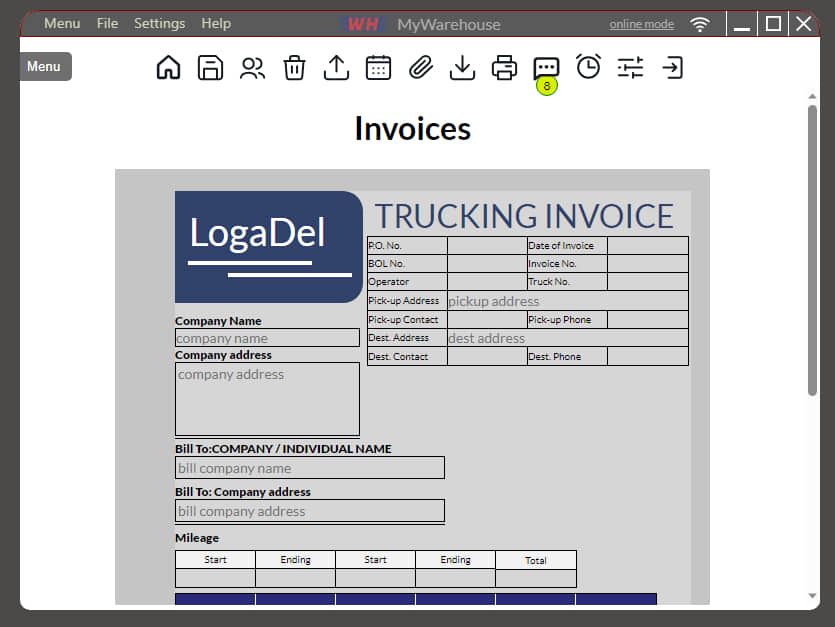 Menu File Settings Help WH MyWarehouse online mode
Menu
8
Invoices
LogaDel
TRUCKING INVOICE
P.O. No. Date of Invoice
BOL No. Invoice No.
Operator Truck No.
Pick-up Address pickup address
Pick-up Contact Pick-up Phone
Dest. Address dest address
Dest. Contact Dest. Phone
Company Name
company name
Company address
company address
Bill To:COMPANY / INDIVIDUAL NAME
bill company name
Bill To: Company address
bill company address
Mileage
Start Ending Start Ending Total